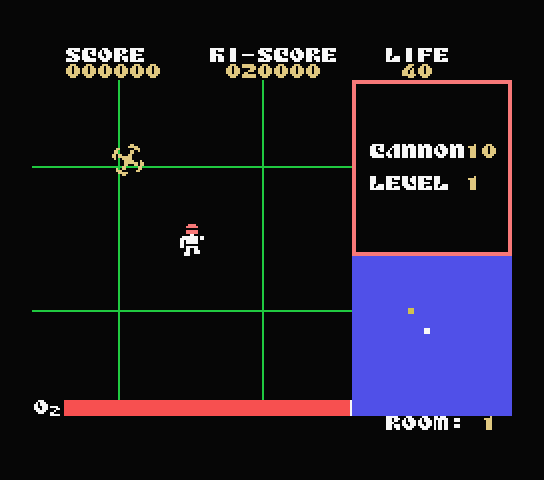 SCORE HI-SCORE LIFE
000000 020000 40
CANNON10
LEVEL 1
O2
ROOM: 1